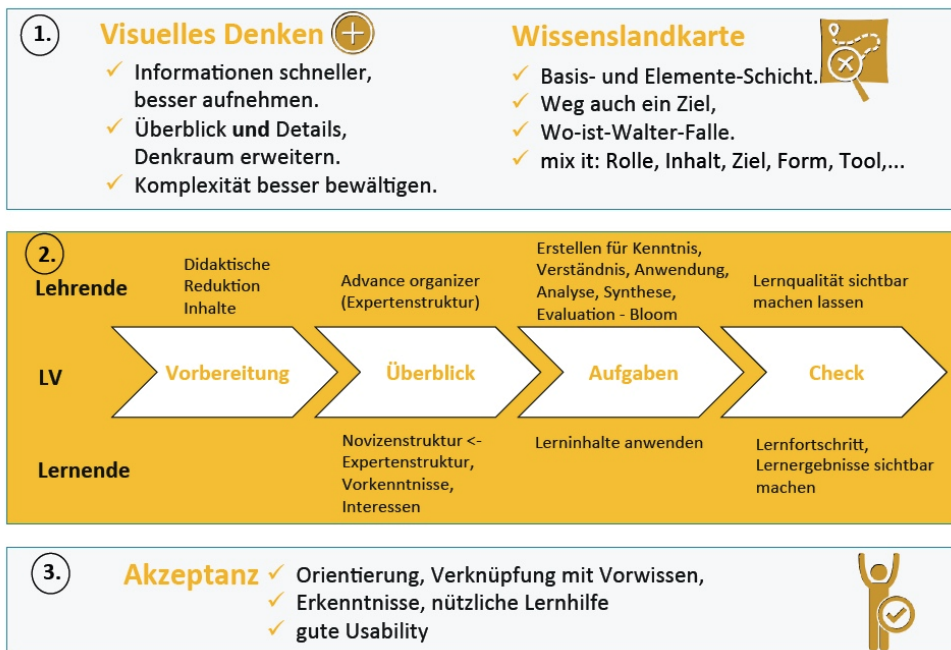 1.
Visuelles Denken
✓ Informationen schneller,
besser aufnehmen.
✓ Überblick und Details,
Denkraum erweitern.
✓ Komplexität besser bewältigen.
Wissenslandkarte
✓ Basis- und Elemente-Schicht.
✓ Weg auch ein Ziel,
✓ Wo-ist-Walter-Falle.
✓ mix it: Rolle, Inhalt, Ziel, Form, Tool,...
2.
Lehrende
Didaktische
Reduktion
Inhalte
Advance organizer
(Expertenstruktur)
Erstellen für Kenntnis,
Verständnis, Anwendung,
Analyse, Synthese,
Evaluation - Bloom
Lernqualität sichtbar
machen lassen
LV
Vorbereitung
Überblick
Aufgaben
Check
Lernende
Novizenstruktur <-
Expertenstruktur,
Vorkenntnisse,
Interessen
Lerninhalte anwenden
Lernfortschritt,
Lernergebnisse sichtbar
machen
3.
Akzeptanz
✓ Orientierung, Verknüpfung mit Vorwissen,
✓ Erkenntnisse, nützliche Lernhilfe
✓ gute Usability